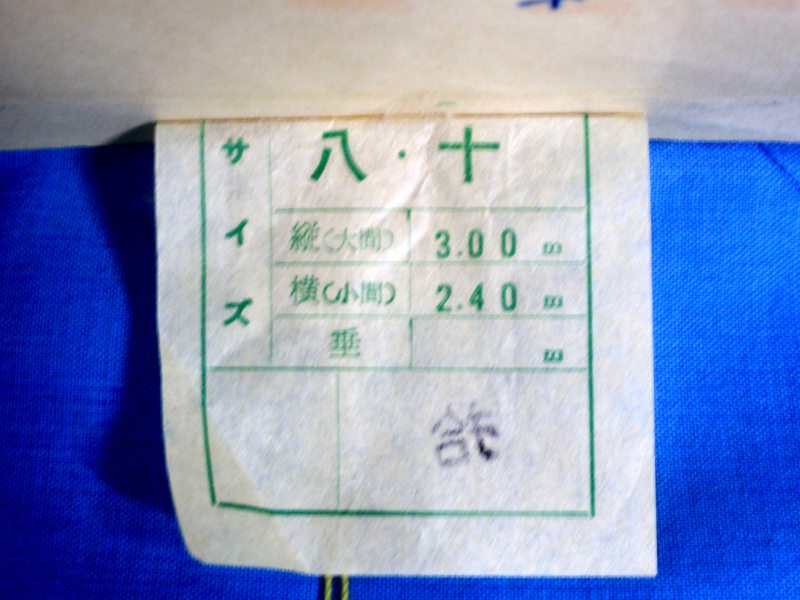 サイズ
八・十
縦(大間) 3.00 m
横(小間) 2.40 m
垂 m